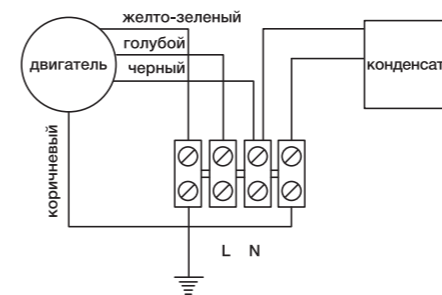 желто-зеленый
голубой
двигатель
черный
конденсат
коричневый
L N